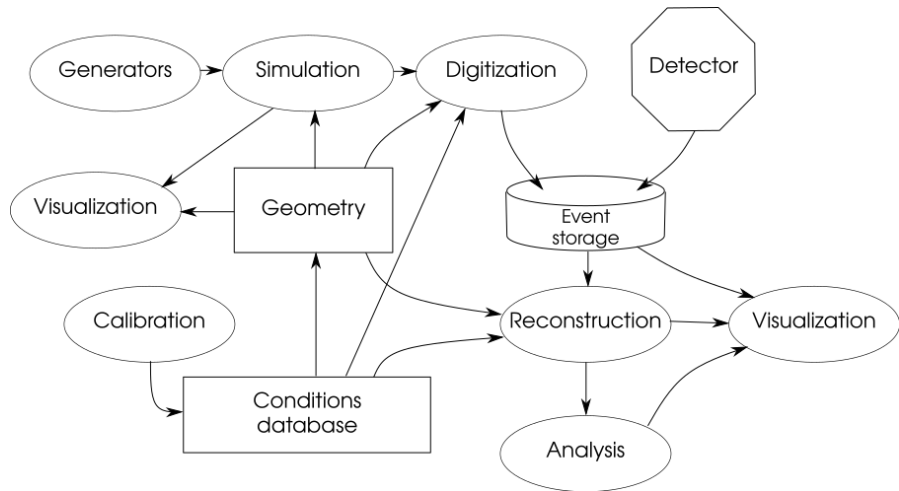 Generators
Simulation
Digitization
Detector
Visualization
Geometry
Event
storage
Calibration
Reconstruction
Visualization
Conditions
database
Analysis